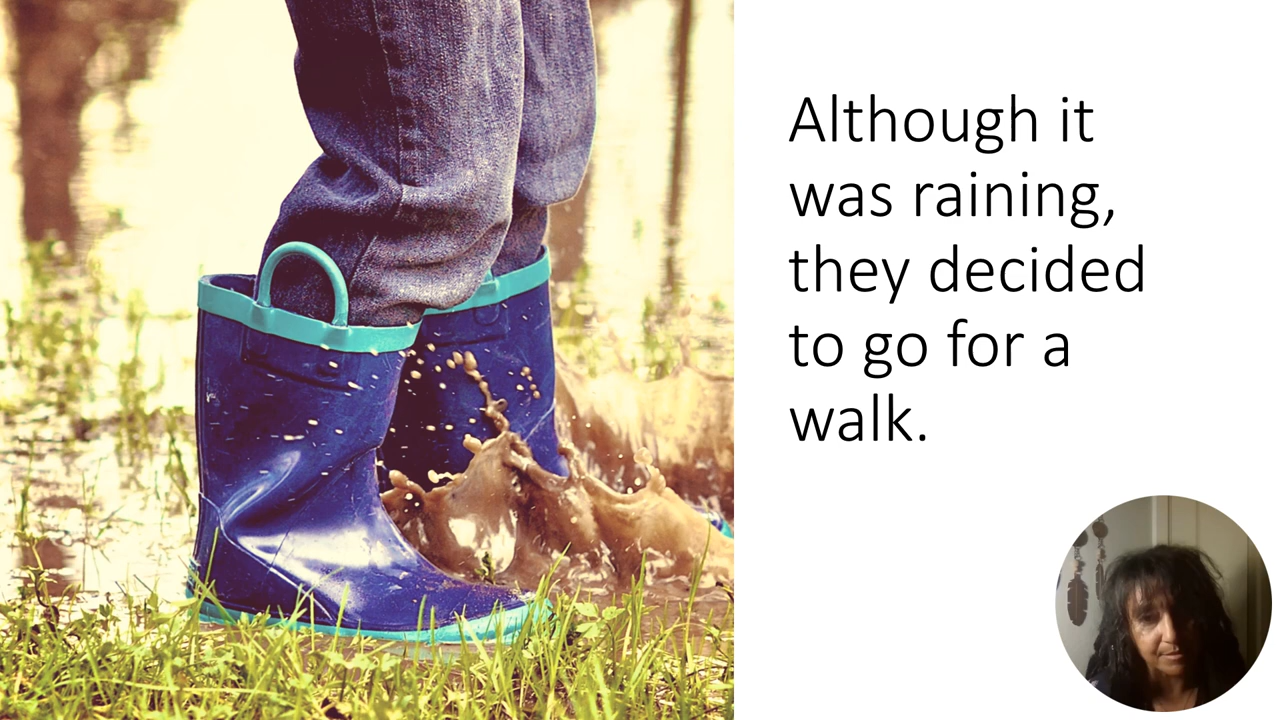 Although it
was raining,
they decided
to go for a
walk.